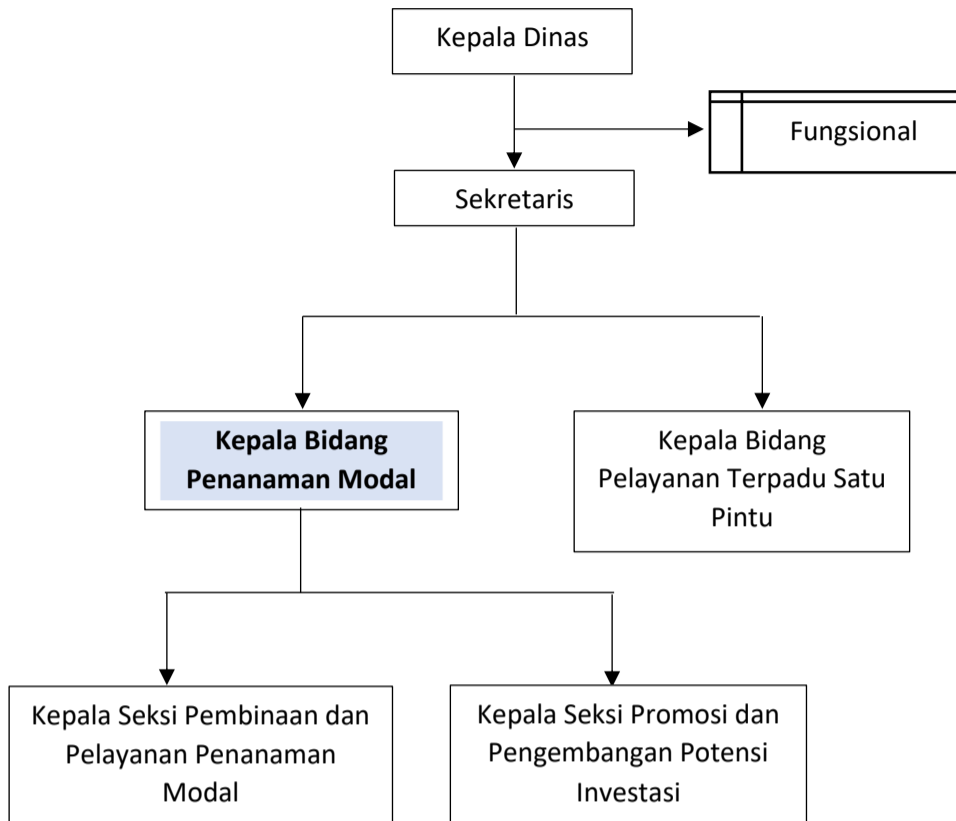 Kepala Dinas
Fungsional
Sekretaris
Kepala Bidang
Penanaman Modal
Kepala Bidang
Pelayanan Terpadu Satu
Pintu
Kepala Seksi Pembinaan dan
Pelayanan Penanaman
Modal
Kepala Seksi Promosi dan
Pengembangan Potensi
Investasi